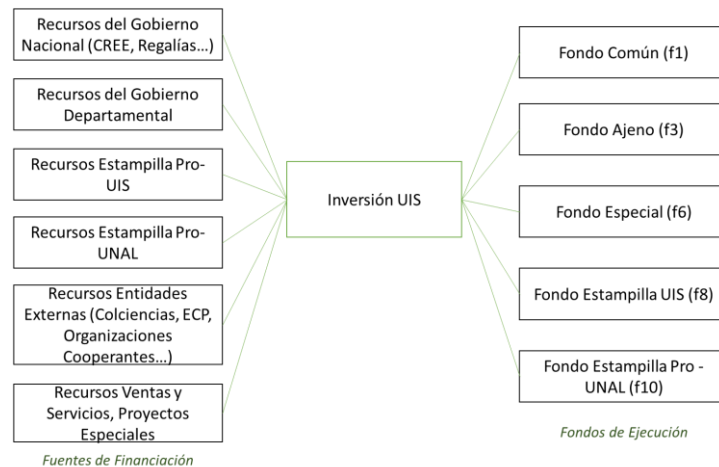 Recursos del Gobierno
Nacional (CREE, Regalías...)
Recursos del Gobierno
Departamental
Recursos Estampilla Pro-
UIS
Recursos Estampilla Pro-
UNAL
Recursos Entidades
Externas (Colciencias, ECP,
Organizaciones
Cooperantes...)
Recursos Ventas y
Servicios, Proyectos
Especiales
Fuentes de Financiación
Inversión UIS
Fondo Común (f1)
Fondo Ajeno (f3)
Fondo Especial (f6)
Fondo Estampilla UIS (f8)
Fondo Estampilla Pro -
UNAL (f10)
Fondos de Ejecución